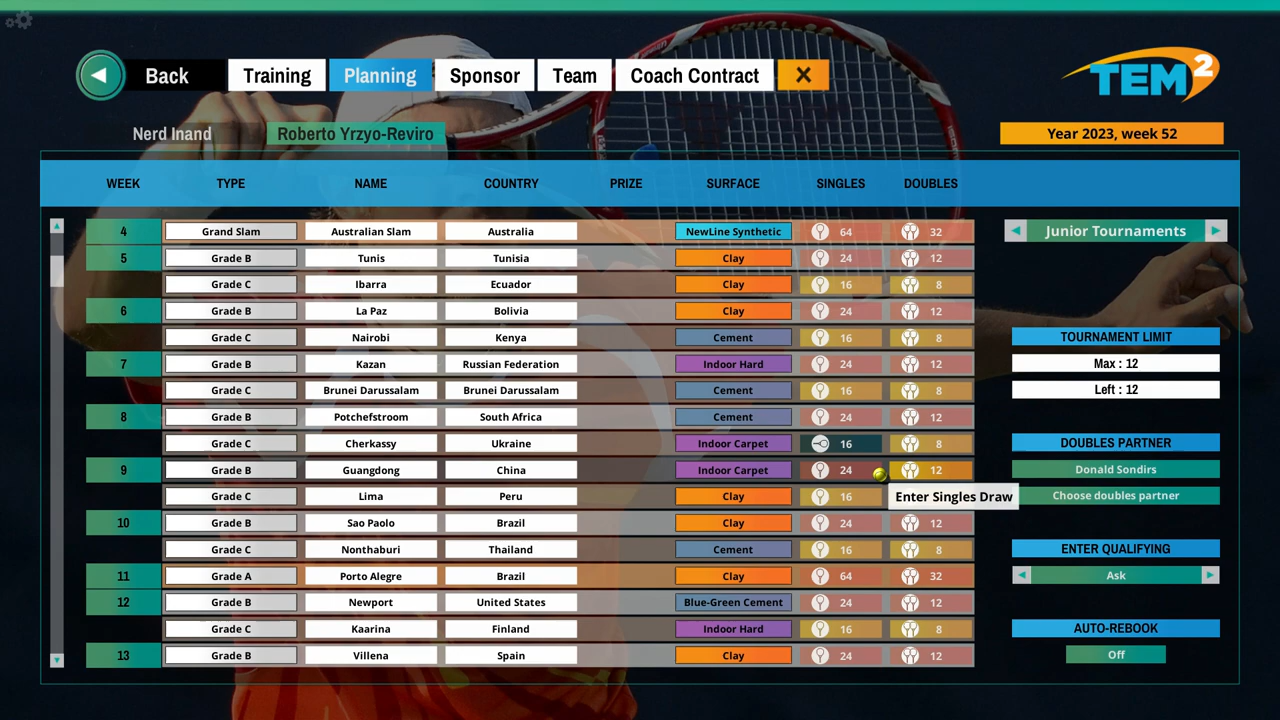 Back Training Planning Sponsor Team Coach Contract
TEM2
Nerd Inand Roberto Yrzyo-Reviro Year 2023, week 52
WEEK TYPE NAME COUNTRY PRIZE SURFACE SINGLES DOUBLES
4 Grand Slam Australian Slam Australia NewLine Synthetic 64 32
Junior Tournaments
5 Grade B Tunis Tunisia Clay 24 12
Grade C Ibarra Ecuador Clay 16 8
6 Grade B La Paz Bolivia Clay 24 12
Grade C Nairobi Kenya Cement 16 8
TOURNAMENT LIMIT
7 Grade B Kazan Russian Federation Indoor Hard 24 12
Max : 12
Grade C Brunei Darussalam Brunei Darussalam Cement 16 8
Left : 12
8 Grade B Potchefstroom South Africa Cement 24 12
Grade C Cherkassy Ukraine Indoor Carpet 16 8
DOUBLES PARTNER
9 Grade B Guangdong China Indoor Carpet 24 12
Donald Sondirs
Grade C Lima Peru Clay 16
Enter Singles Draw
Choose doubles partner
10 Grade B Sao Paolo Brazil Clay 24 12
Grade C Nonthaburi Thailand Cement 16 8
ENTER QUALIFYING
11 Grade A Porto Alegre Brazil Clay 64 32
Ask
12 Grade B Newport United States Blue-Green Cement 24 12
Grade C Kaarina Finland Indoor Hard 16 8
AUTO-REBOOK
13 Grade B Villena Spain Clay 24 12
Off